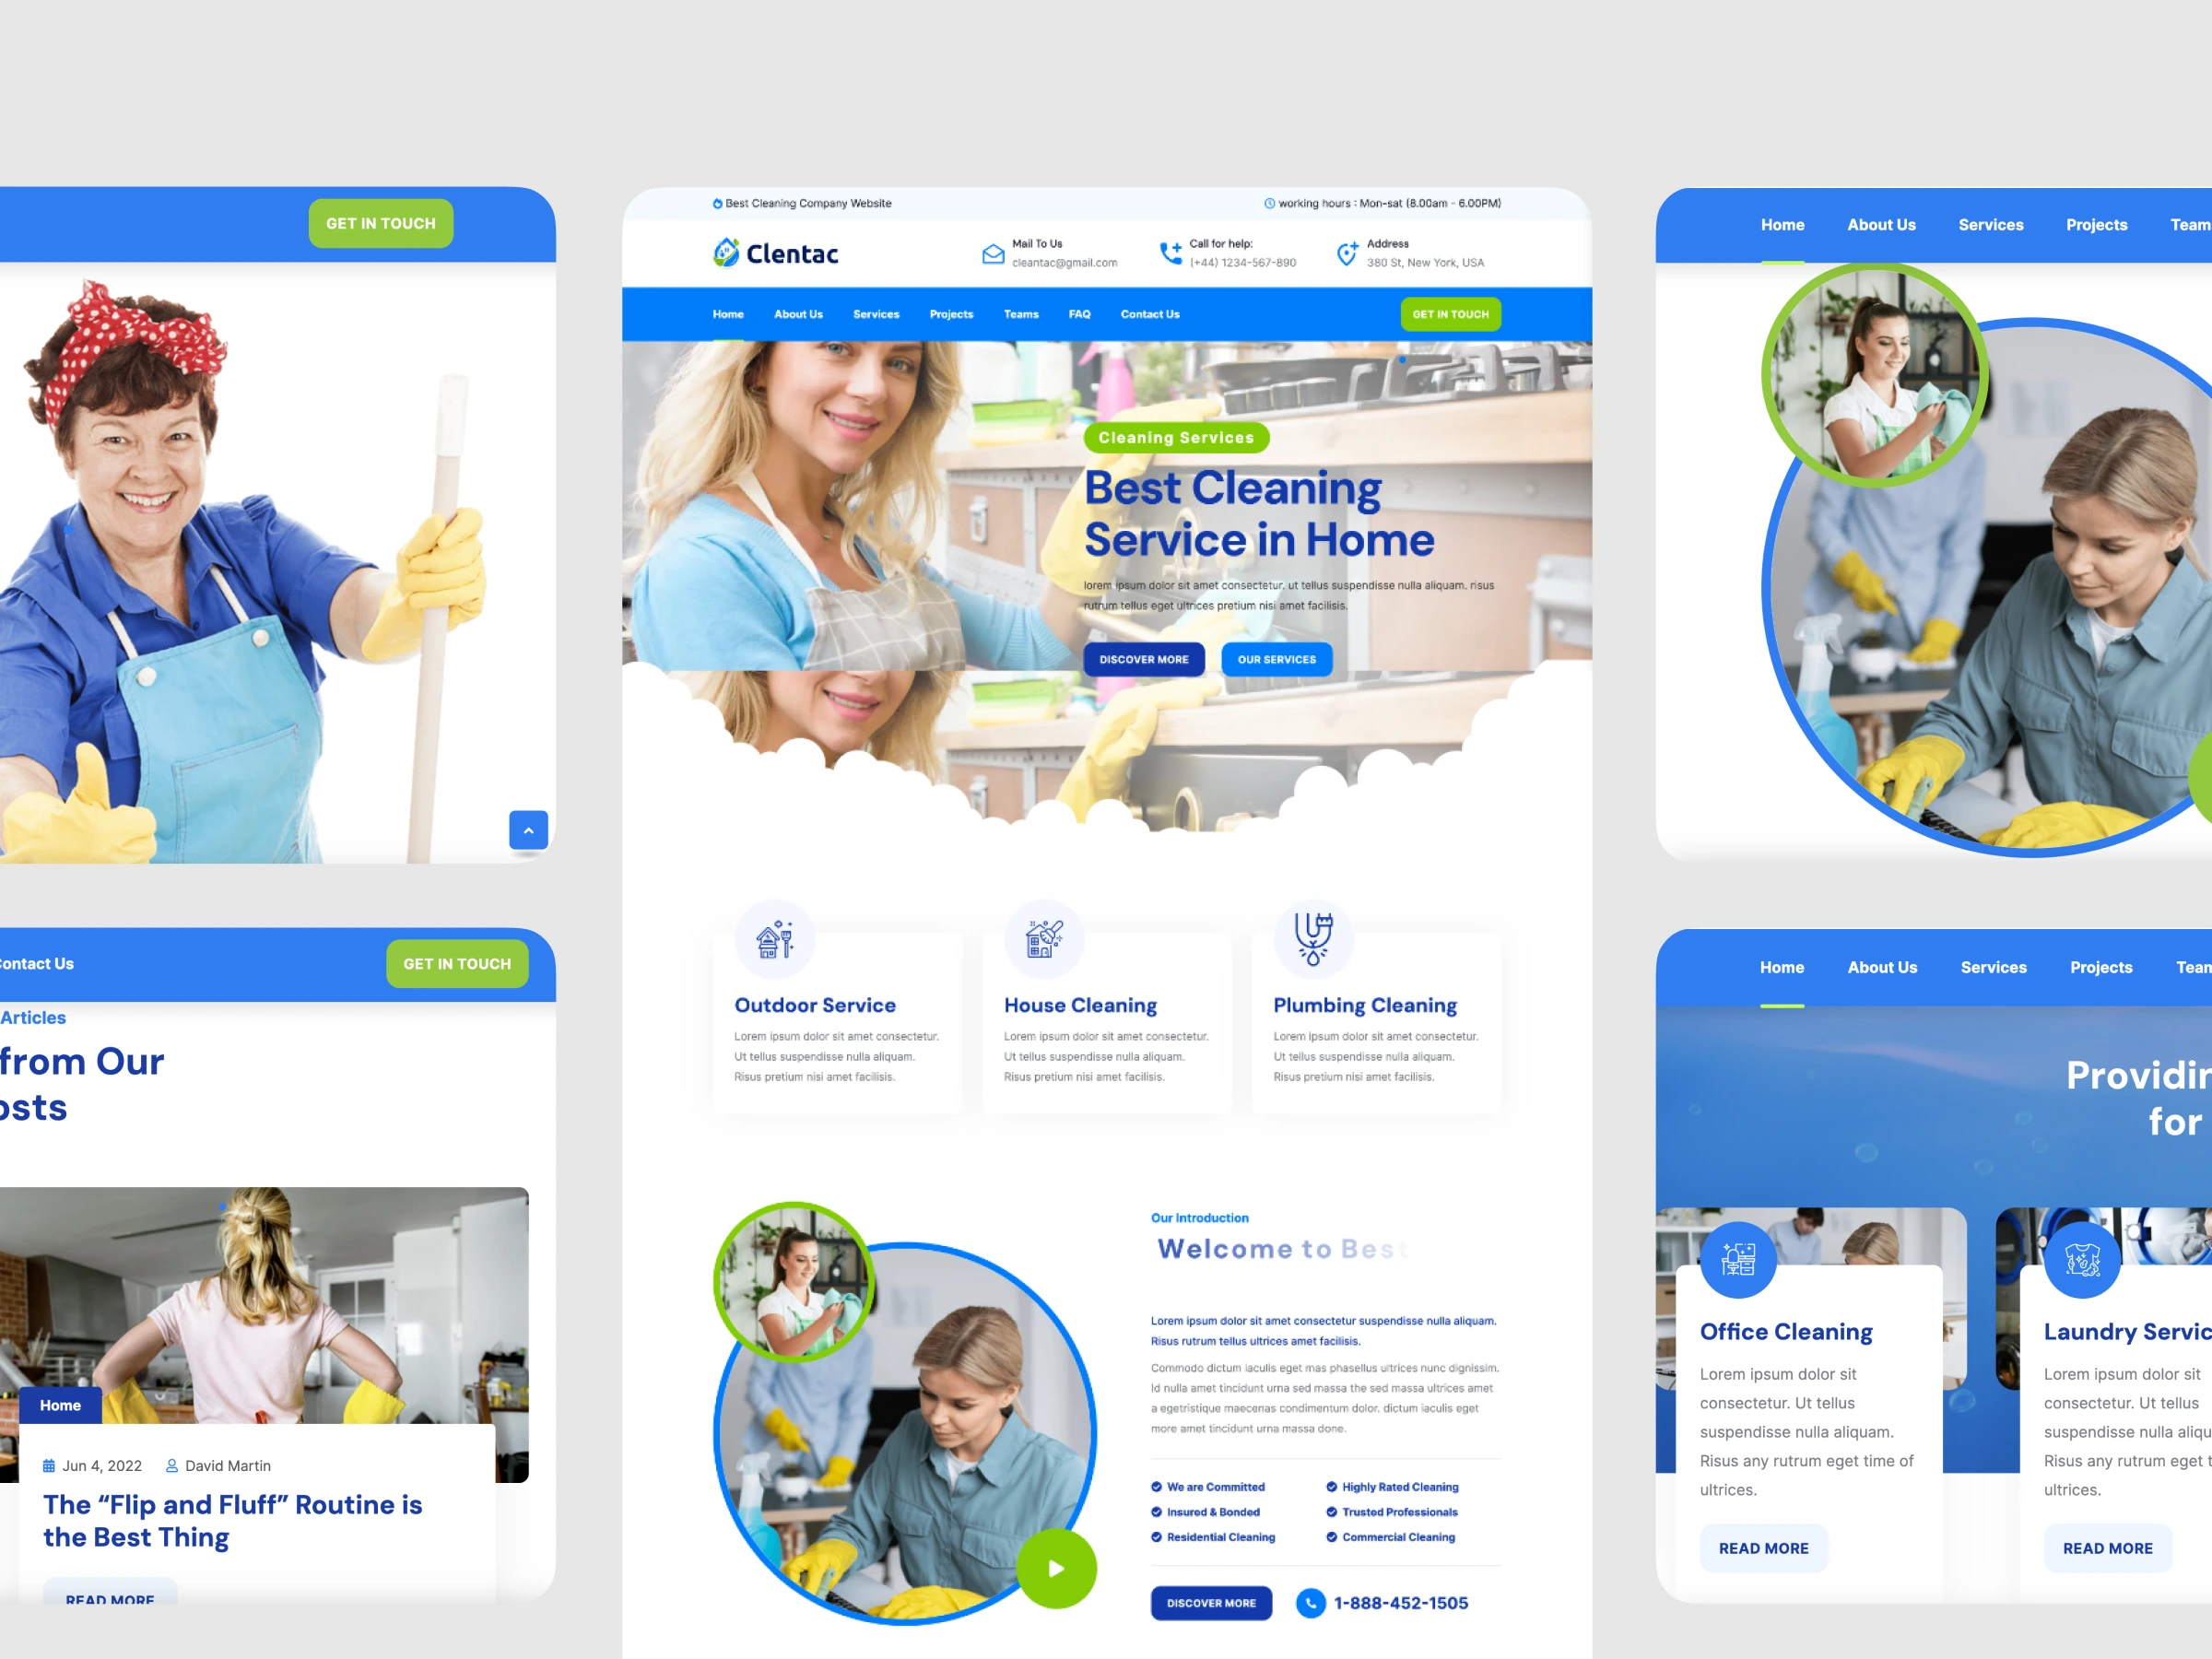 GET IN TOUCH
Contact Us
GET IN TOUCH
Articles
from Our
Home
Jun 4, 2022
David Martin
The “Flip and Fluff” Routine is
the Best Thing
READ MORE
Best Cleaning Company Website
working hours : Mon-sat (8.00am - 6.00PM)
Clentac
Mail To Us
cleantac@gmail.com
Call for help:
(+44) 1234-567-890
Address
380 St, New York, USA
Home
About Us
Services
Projects
Teams
FAQ
Contact Us
GET IN TOUCH
Cleaning Services
Best Cleaning
Service in Home
lorem ipsum dolor sit amet consectetur. ut tellus suspendisse nulla aliquam. risus
rutrum tellus eget ultrices pretium nisi amet facilisis.
DISCOVER MORE
OUR SERVICES
Outdoor Service
Lorem ipsum dolor sit amet consectetur.
Ut tellus suspendisse nulla aliquam.
Risus pretium nisi amet facilisis.
House Cleaning
Lorem ipsum dolor sit amet consectetur.
Ut tellus suspendisse nulla aliquam.
Risus pretium nisi amet facilisis.
Plumbing Cleaning
Lorem ipsum dolor sit amet consectetur.
Ut tellus suspendisse nulla aliquam.
Risus pretium nisi amet facilisis.
Our Introduction
Welcome to Best
Lorem ipsum dolor sit amet consectetur suspendisse nulla aliquam.
Risus rutrum tellus ultrices amet facilisis.
Commodo dictum iaculis eget mas phasellus ultrices nunc dignissim.
Id nulla amet tincidunt urna sed massa the sed massa ultrices amet
a egetristique maecenas condimentum dolor. dictum iaculis eget
more amet tincidunt urna massa done.
We are Committed
Highly Rated Cleaning
Insured & Bonded
Trusted Professionals
Residential Cleaning
Commercial Cleaning
DISCOVER MORE
1-888-452-1505
Home
About Us
Services
Projects
Team
Home
About Us
Services
Projects
for
Office Cleaning
Lorem ipsum dolor sit
consectetur. Ut tellus
suspendisse nulla aliquam.
Risus any rutrum eget time of
ultrices.
READ MORE
Laundry
Lorem ipsum dolor sit
consectetur. Ut tellus
suspendisse nulla
Risus any rutrum eget
ultrices.
READ MORE